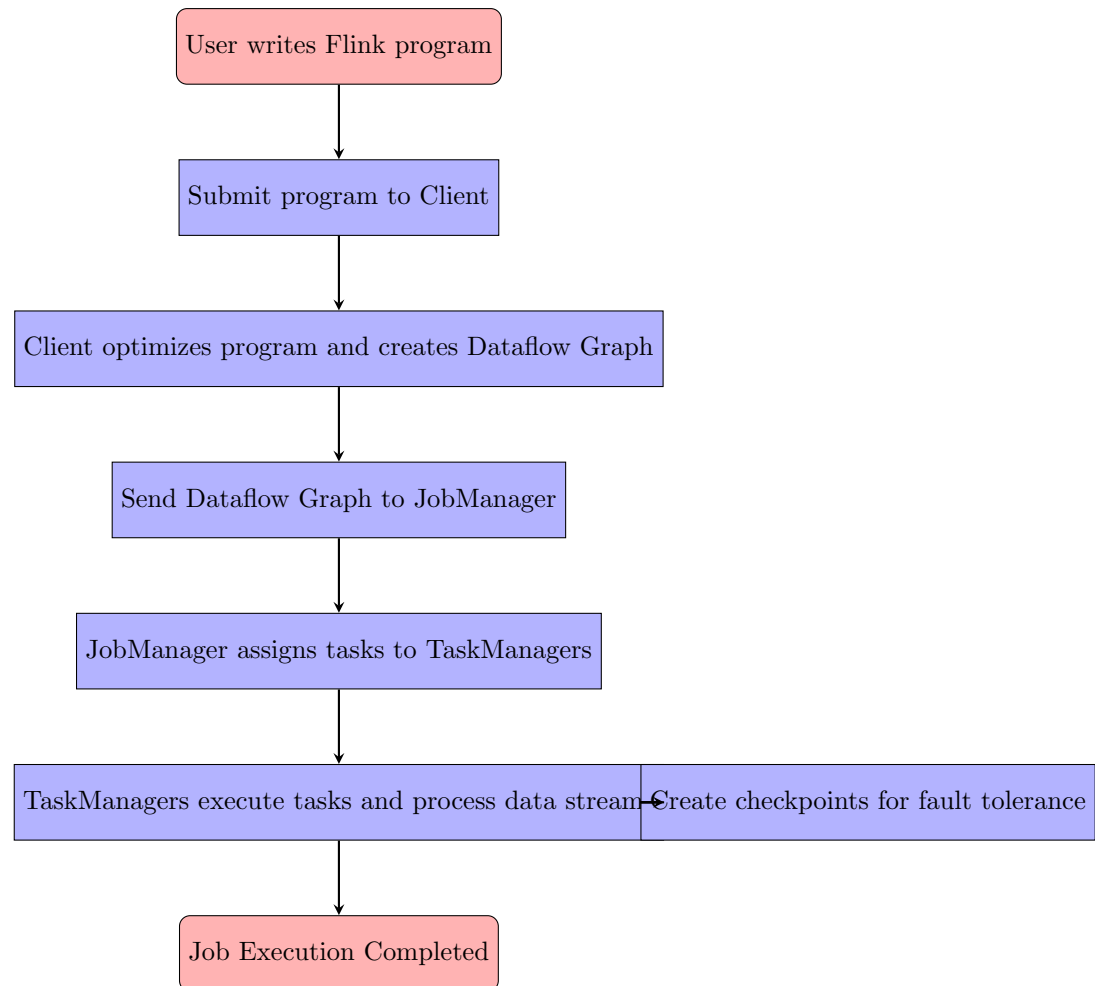 User writes Flink program
Submit program to Client
Client optimizes program and creates Dataflow Graph
Send Dataflow Graph to JobManager
JobManager assigns tasks to TaskManagers
TaskManagers execute tasks and process data stream
Create checkpoints for fault tolerance
Job Execution Completed